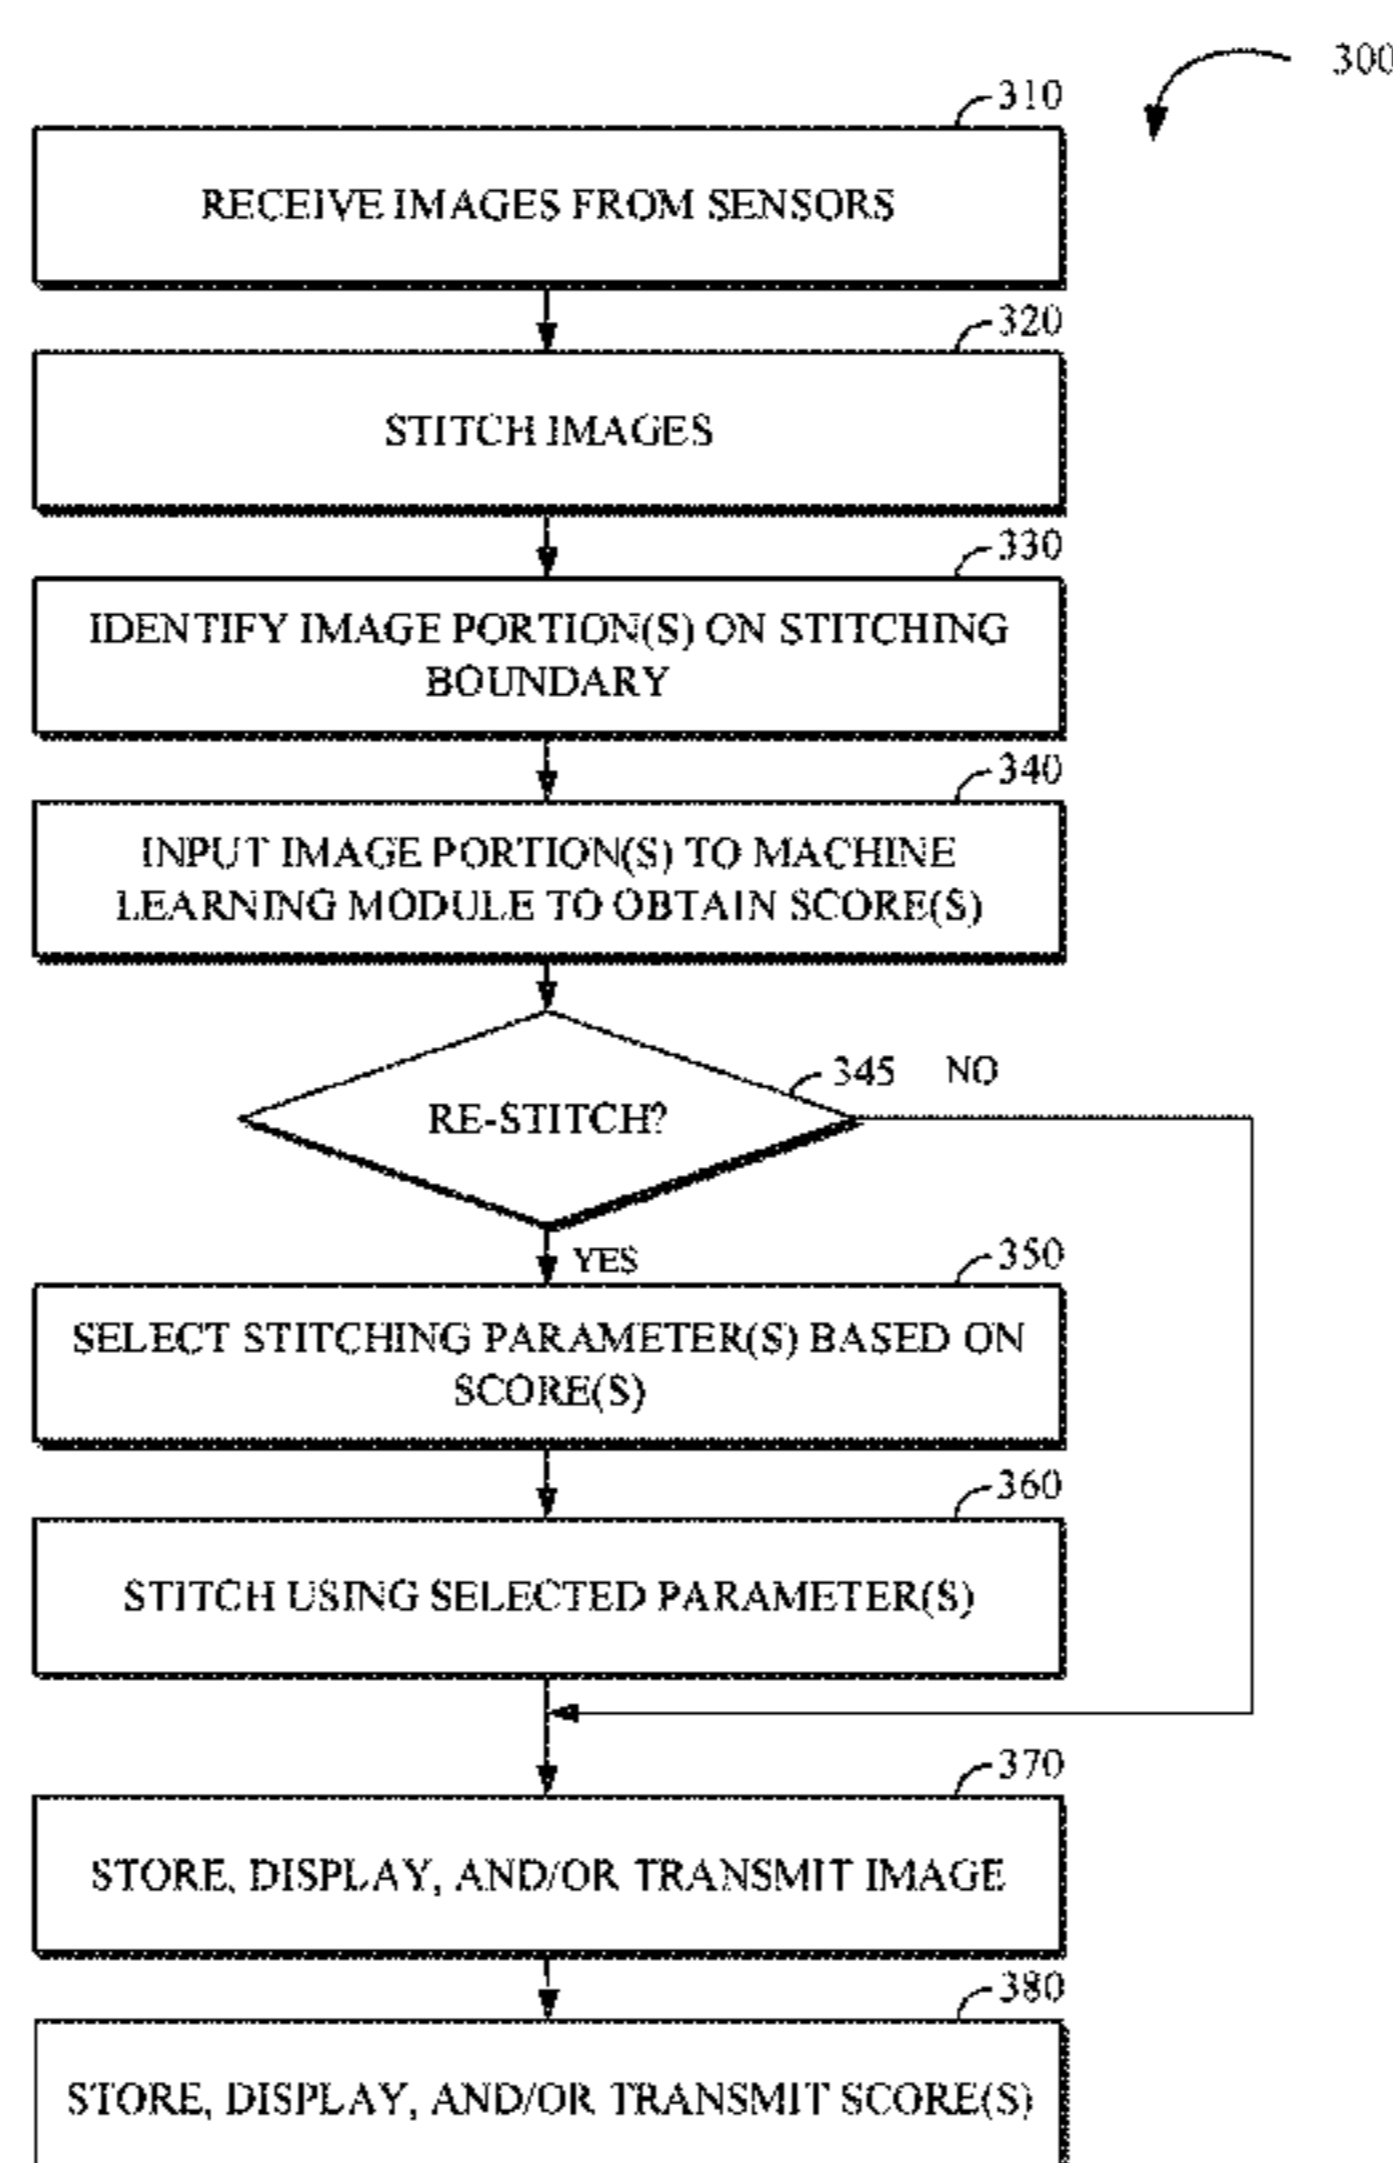 300
310
RECEIVE IMAGES FROM SENSORS
320
STITCH IMAGES
330
IDENTIFY IMAGE PORTION(S) ON STITCHING
BOUNDARY
340
INPUT IMAGE PORTION(S) TO MACHINE
LEARNING MODULE TO OBTAIN SCORE(S)
345 NO
RE-STITCH?
YES
350
SELECT STITCHING PARAMETER(S) BASED ON
SCORE(S)
360
STITCH USING SELECTED PARAMETER(S)
370
STORE, DISPLAY, AND/OR TRANSMIT IMAGE
380
STORE, DISPLAY, AND/OR TRANSMIT SCORE(S)